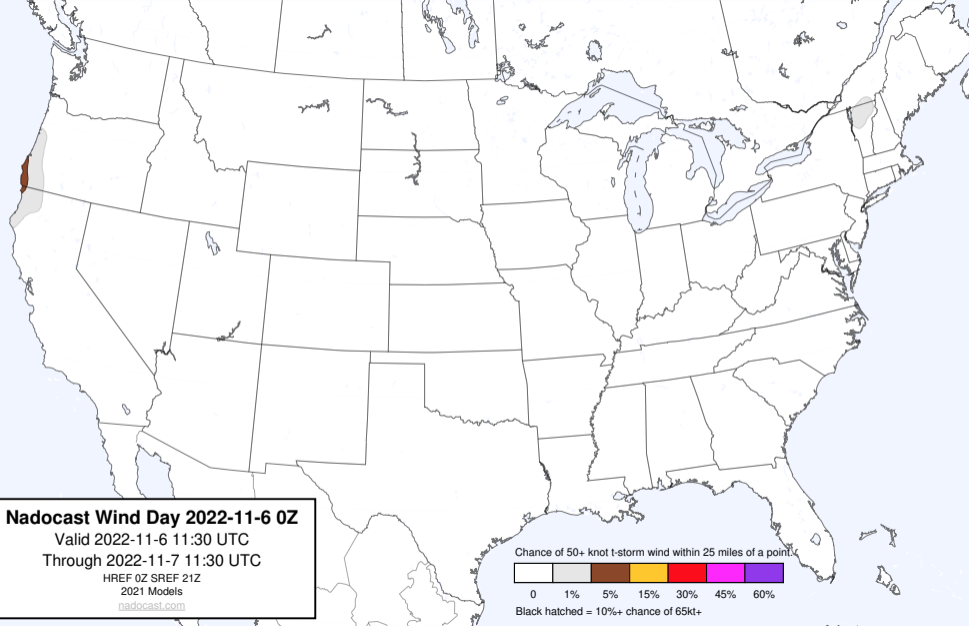 Nadocast Wind Day 2022-11-6 0Z
Valid 2022-11-6 11:30 UTC
Through 2022-11-7 11:30 UTC
HREF 0Z SREF 21Z
2021 Models
nadocast.com
Chance of 50+ knot t-storm wind within 25 miles of a point.
0 1% 5% 15% 30% 45% 60%
Black hatched = 10%+ chance of 65kt+